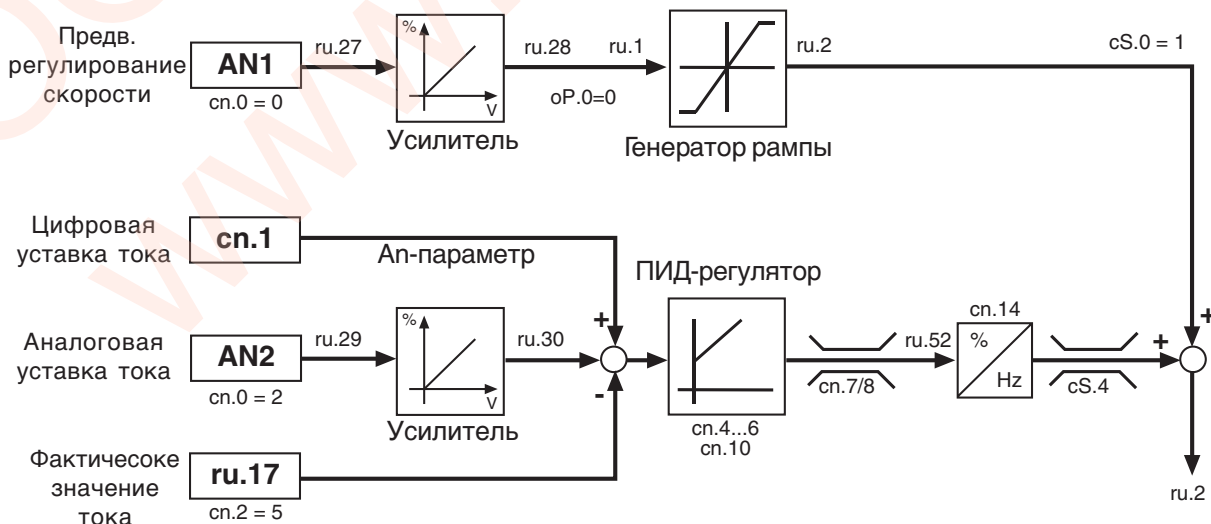 Предв.
регулирование
скорости
AN1
cn.0 = 0
ru.27
%
V
Усилитель
ru.28
ru.1
oP.0=0
Генератор рампы
ru.2
cS.0 = 1
Цифровая
уставка тока
cn.1
An-параметр
ПИД-регулятор
Аналоговая
уставка тока
AN2
cn.0 = 2
ru.29
%
V
Усилитель
ru.30
+
-
cn.4...6
cn.10
cn.7/8
ru.52
cn.14
%
Hz
cS.4
+
+
ru.2
Фактичесоке
значение
тока
ru.17
cn.2 = 5